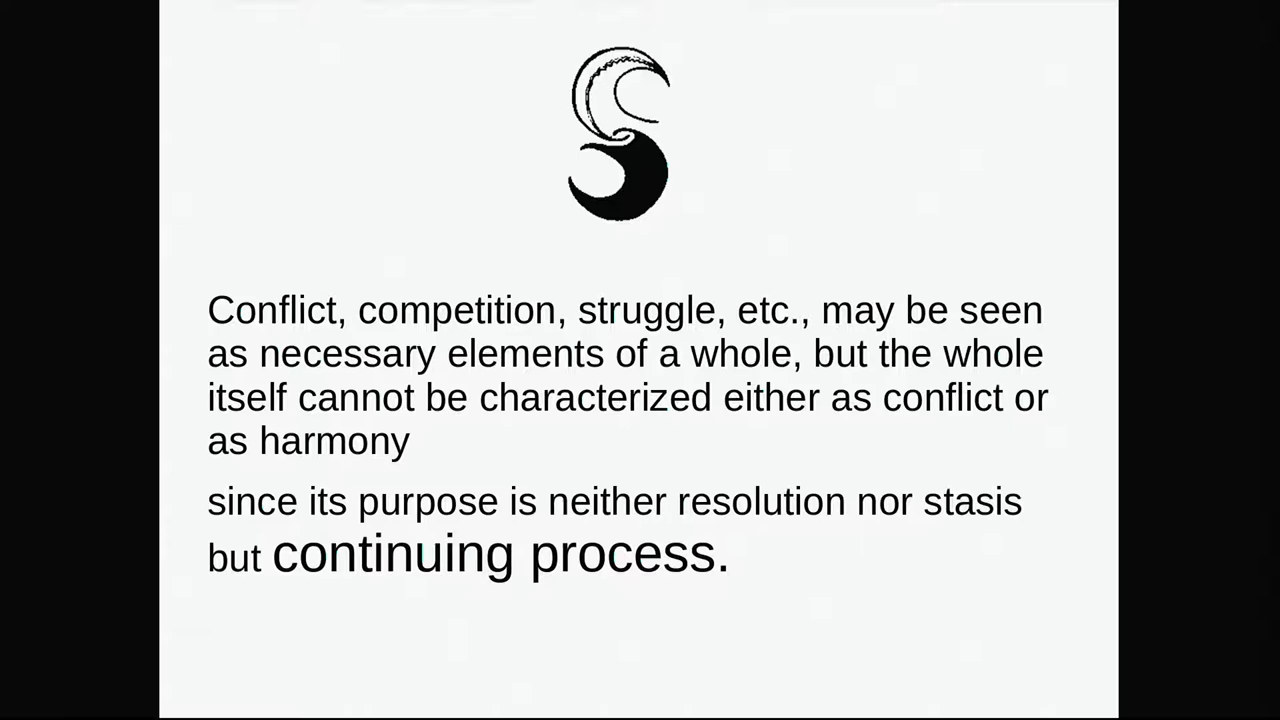 Conflict, competition, struggle, etc., may be seen
as necessary elements of a whole, but the whole
itself cannot be characterized either as conflict or
as harmony
since its purpose is neither resolution nor stasis
but continuing process.